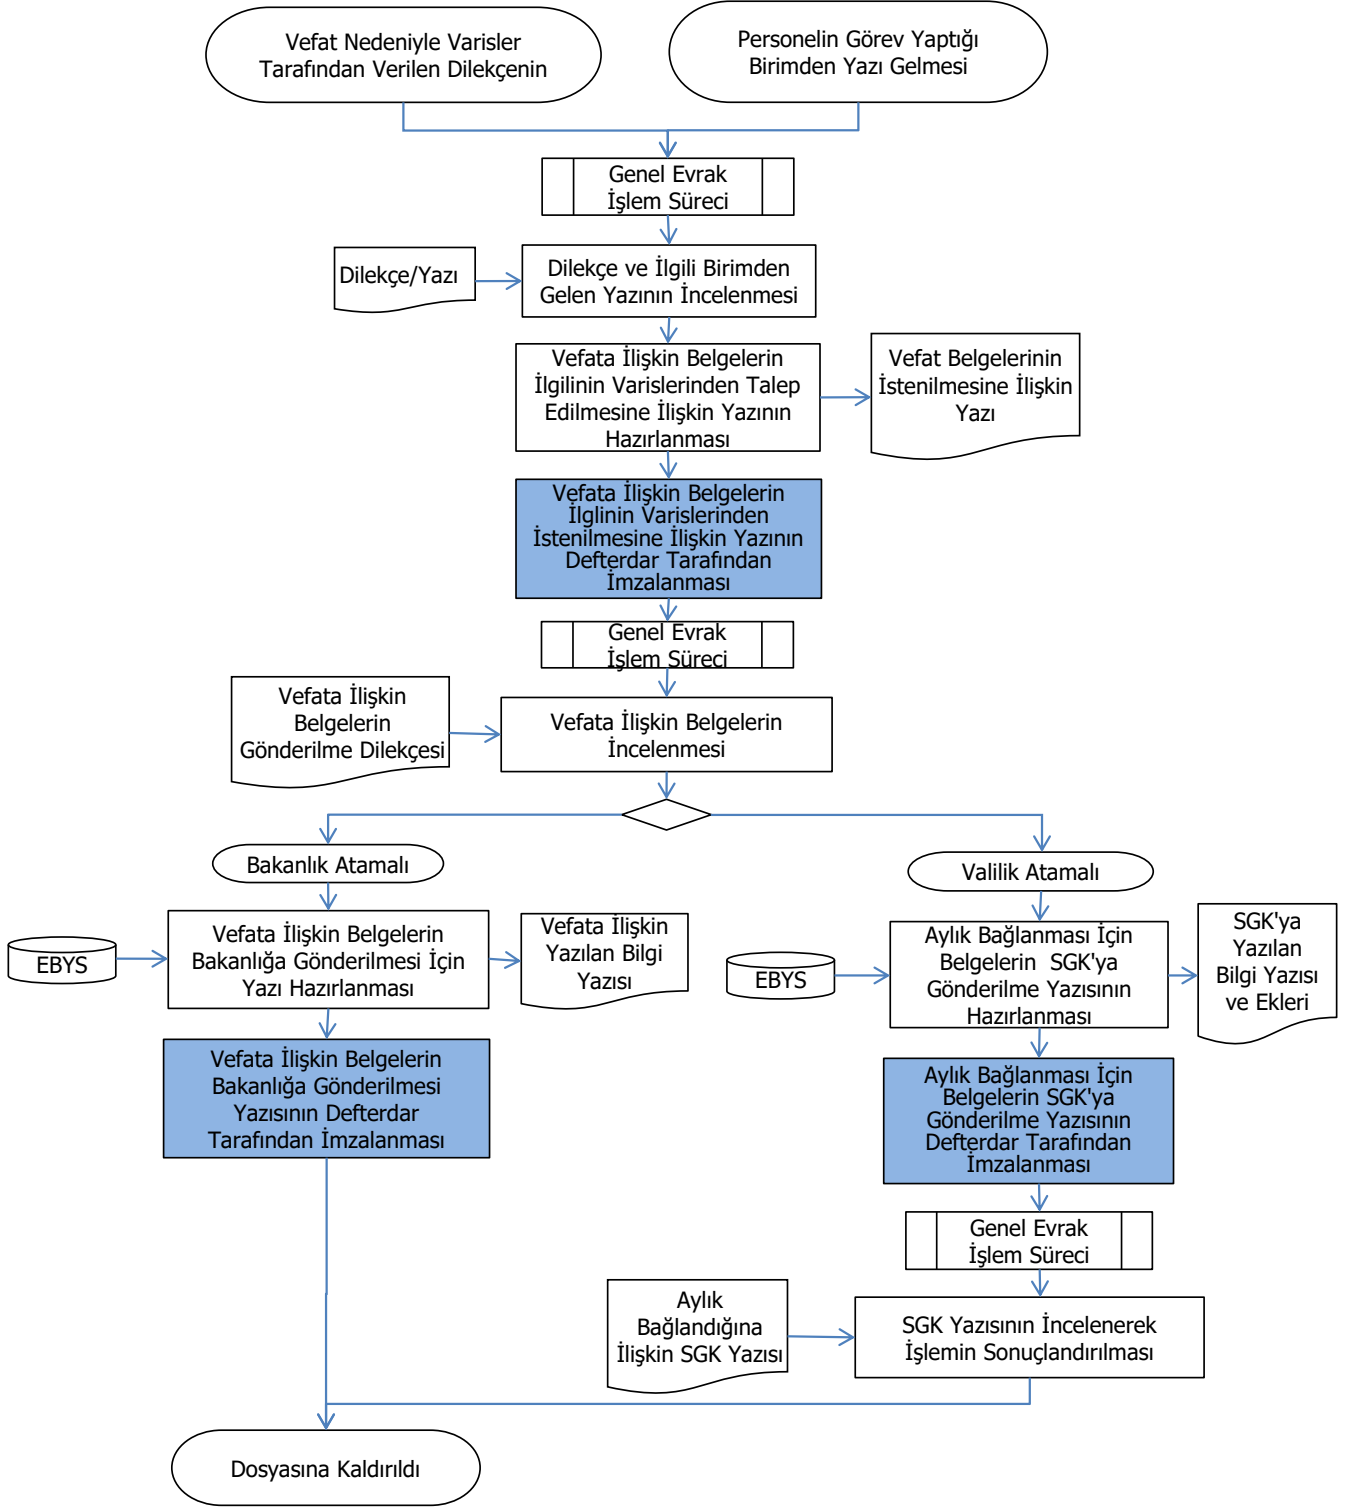 Vefat Nedeniyle Varisler
Tarafından Verilen Dilekçenin
Personelin Görev Yaptığı
Birimden Yazı Gelmesi
Genel Evrak
İşlem Süreci
Dilekçe/Yazı
Dilekçe ve İlgili Birimden
Gelen Yazının İncelenmesi
Vefata İlişkin Belgelerin
İlgilinin Varislerinden Talep
Edilmesine İlişkin Yazının
Hazırlanması
Vefat Belgelerinin
İstenilmesine İlişkin
Yazı
Vefata İlişkin Belgelerin
İlglinin Varislerinden
İstenilmesine İlişkin Yazının
Defterdar Tarafından
İmzalanması
Genel Evrak
İşlem Süreci
Vefata İlişkin
Belgelerin
Gönderilme Dilekçesi
Vefata İlişkin Belgelerin
İncelenmesi
Bakanlık Atamalı
Valilik Atamalı
EBYS
Vefata İlişkin Belgelerin
Bakanlığa Gönderilmesi İçin
Yazı Hazırlanması
Vefata İlişkin
Yazılan Bilgi
Yazısı
EBYS
Aylık Bağlanması İçin
Belgelerin  SGK'ya
Gönderilme Yazısının
Hazırlanması
SGK'ya
Yazılan
Bilgi Yazısı
ve Ekleri
Vefata İlişkin Belgelerin
Bakanlığa Gönderilmesi
Yazısının Defterdar
Tarafından İmzalanması
Aylık Bağlanması İçin
Belgelerin SGK'ya
Gönderilme Yazısının
Defterdar Tarafından
İmzalanması
Genel Evrak
İşlem Süreci
Aylık
Bağlandığına
İlişkin SGK Yazısı
SGK Yazısının İncelenerek
İşlemin Sonuçlandırılması
Dosyasına Kaldırıldı